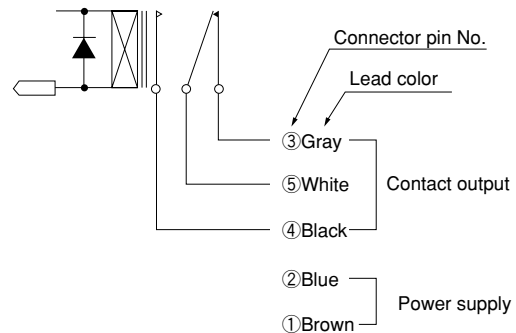 Connector pin No.
Lead color
③Gray
⑤White
Contact output
④Black
②Blue
Power supply
①Brown